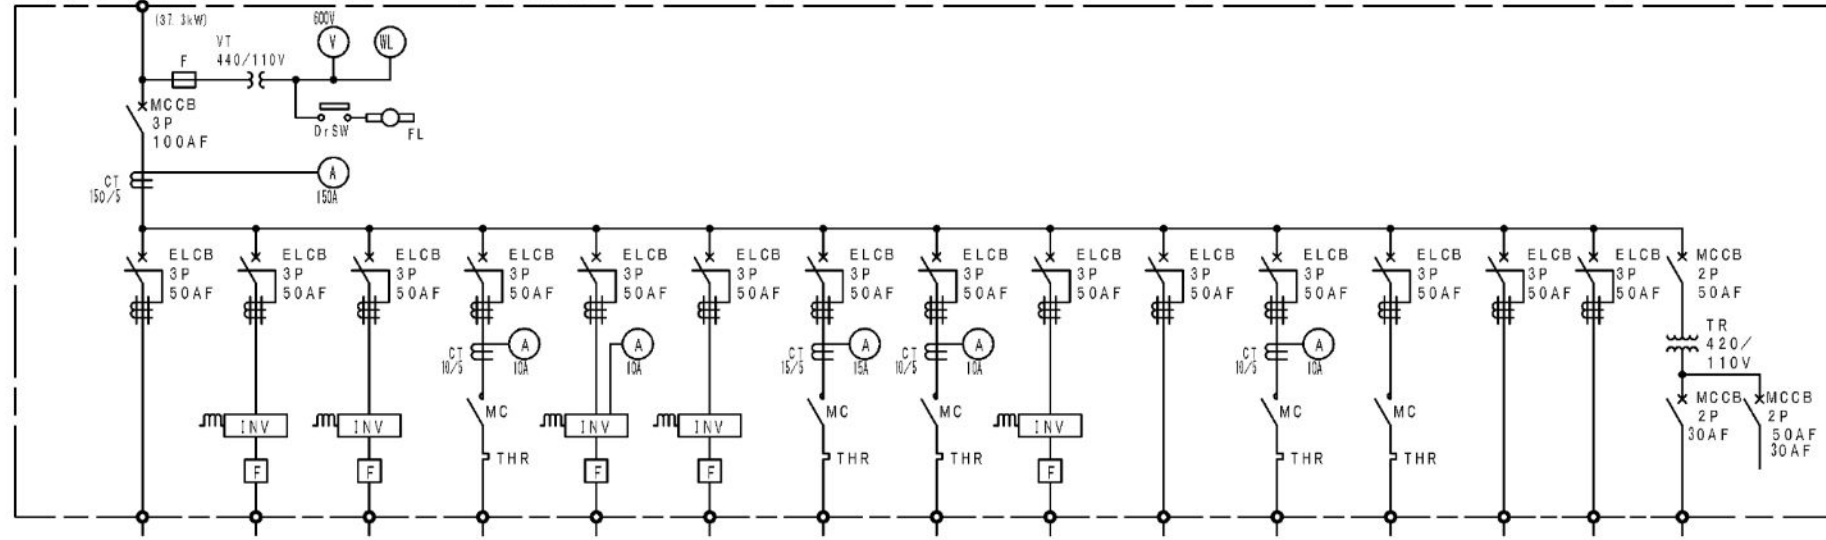 (37.3kW)
600V
V
WL
VT
440/110V
F
MCCB
3P
100AF
DrSW
FL
CT
150/5
A
150A
ELCB
3P
50AF
ELCB
3P
50AF
ELCB
3P
50AF
ELCB
3P
50AF
ELCB
3P
50AF
ELCB
3P
50AF
ELCB
3P
50AF
ELCB
3P
50AF
ELCB
3P
50AF
ELCB
3P
50AF
ELCB
3P
50AF
ELCB
3P
50AF
ELCB
3P
50AF
ELCB
3P
50AF
MCCB
2P
50AF
CT
10/5
A
10A
A
10A
CT
15/5
A
15A
CT
10/5
A
10A
CT
10/5
A
10A
TR
420/
110V
INV
F
INV
F
MC
THR
INV
F
INV
F
MC
THR
MC
THR
INV
F
MC
THR
MC
THR
MCCB
2P
30AF
MCCB
2P
50AF
30AF